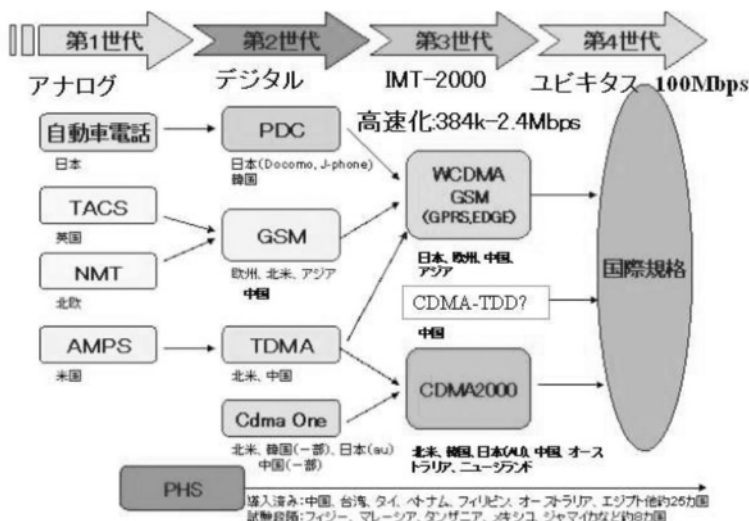 第1世代
第2世代
第3世代
第4世代
アナログ
デジタル
IMT-2000
ユビキタス 100Mbps
高速化:384k-2.4Mbps
自動車電話
日本
PDC
日本(Docomo, J-phone)
韓国
TACS
英国
NMT
北欧
GSM
欧州、北米、アジア
中国
WCDMA
GSM
(GPRS,EDGE)
日本、欧州、中国、
アジア
CDMA-TDD?
中国
国際規格
AMPS
米国
TDMA
北米、中国
Cdma One
北米、韓国(一部)、日本(au)
中国(一部)
CDMA2000
北米、韓国、日本(AU)、中国、オース
トラリア、ニュージランド
PHS
導入済み:中国、台湾、タイ、ベトナム、フィリピン、オーストラリア、エジプト他約25カ国
試験段階:フィジー、マレーシア、タンザニア、メキシコ、ジャマイカなど約8カ国